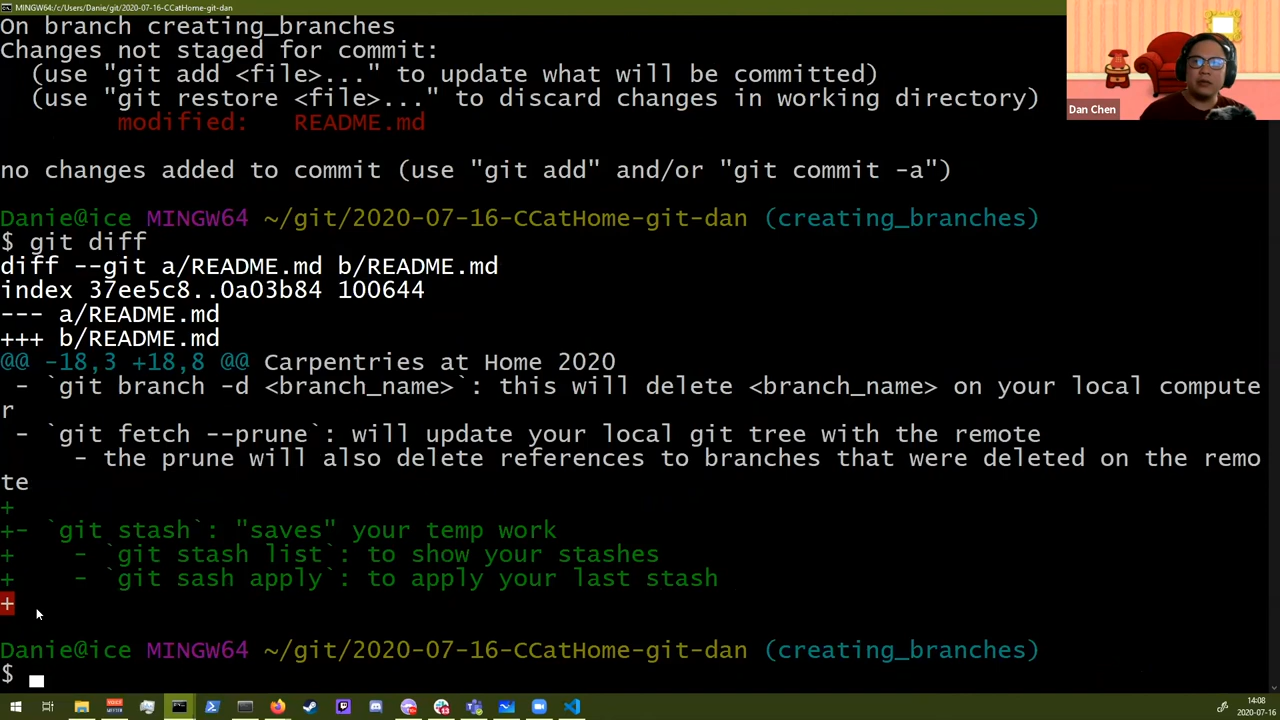 MINGW64:/c/Users/Danie/git/2020-07-16-CCatHome-git-dan
On branch creating_branches
Changes not staged for commit:
(use "git add <file>..." to update what will be committed)
(use "git restore <file>..." to discard changes in working directory)
modified: README.md
no changes added to commit (use "git add" and/or "git commit -a")
Danie@ice MINGW64 ~/git/2020-07-16-CCatHome-git-dan (creating_branches)
$ git diff
diff --git a/README.md b/README.md
index 37ee5c8..0a03b84 100644
--- a/README.md
+++ b/README.md
@@ -18,3 +18,8 @@ Carpentries at Home 2020
- `git branch -d <branch_name>`: this will delete <branch_name> on your local compute
r
- `git fetch --prune`: will update your local git tree with the remote
- the prune will also delete references to branches that were deleted on the remo
te
+
+- `git stash`: "saves" your temp work
+ - `git stash list`: to show your stashes
+ - `git sash apply`: to apply your last stash
+
Danie@ice MINGW64 ~/git/2020-07-16-CCatHome-git-dan (creating_branches)
$
Dan Chen
14:08
2020-07-16